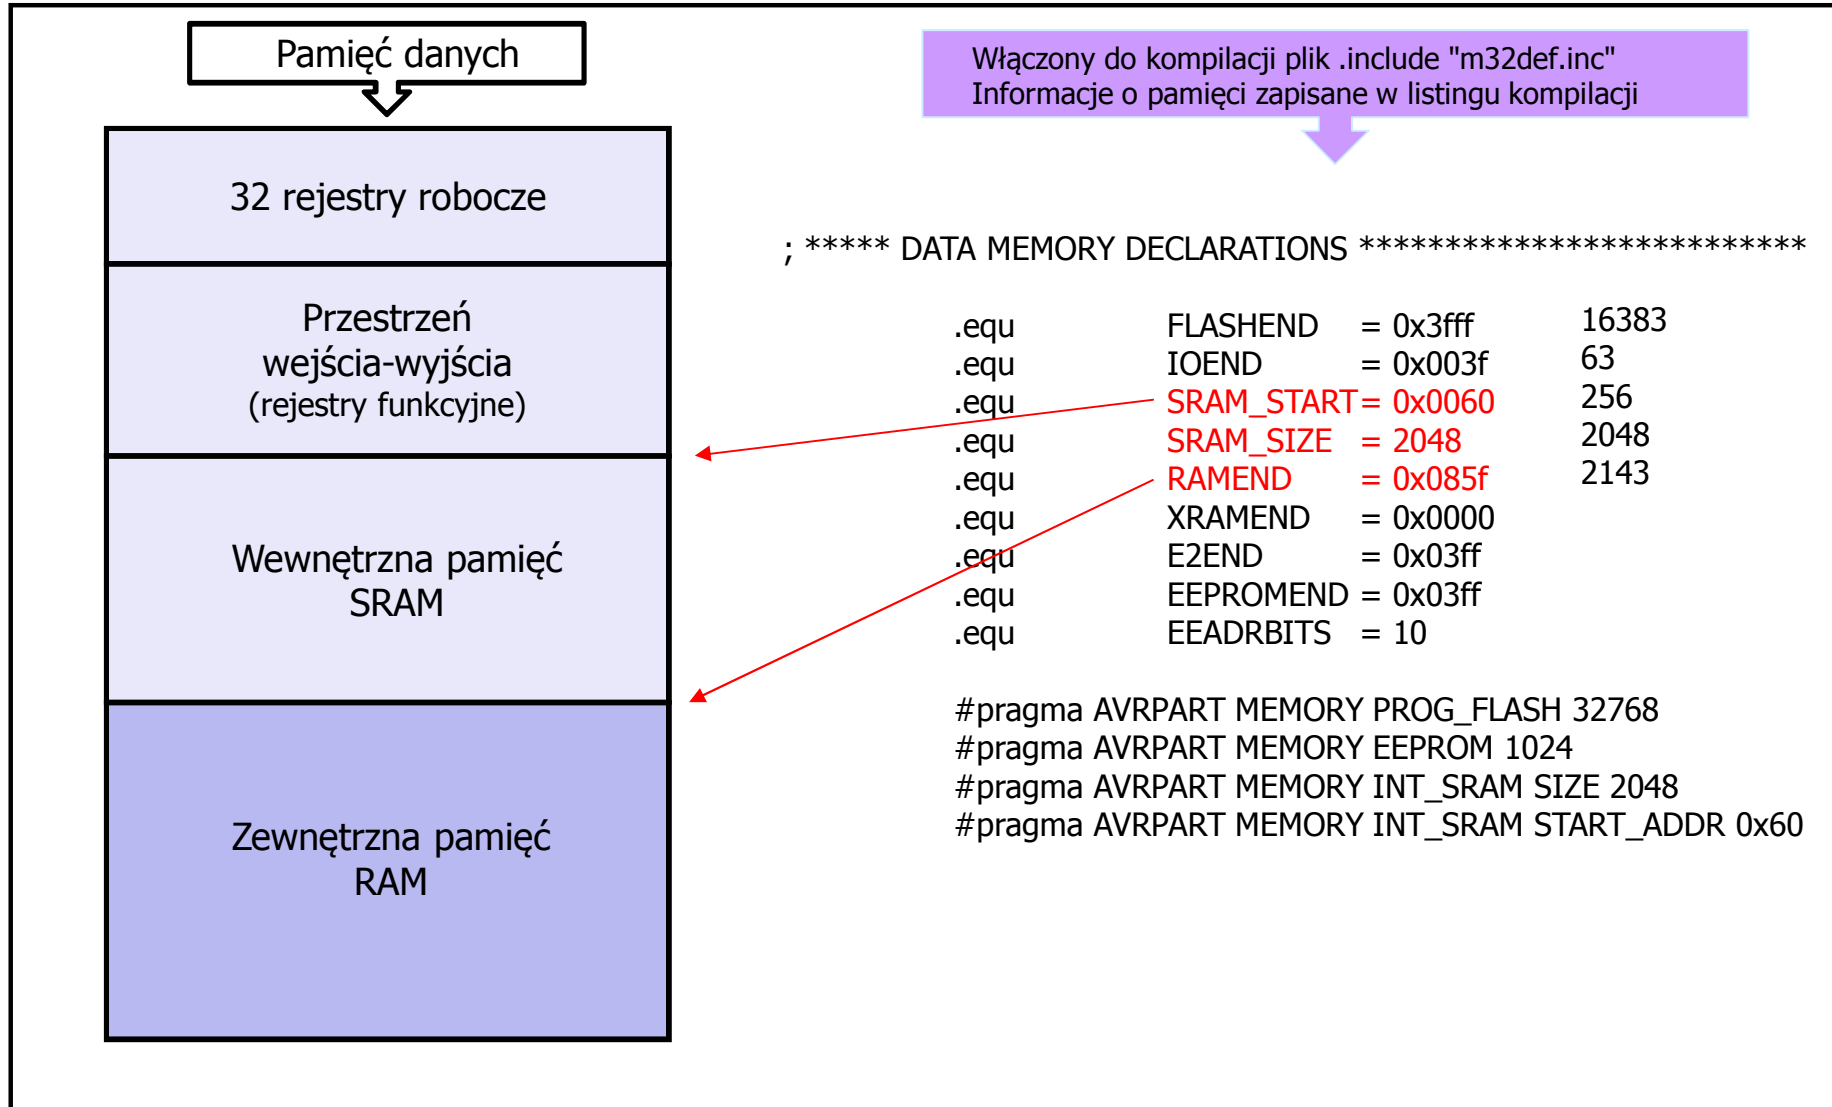 Pamięć danych
32 rejestry robocze
Przestrzeń
wejścia-wyjścia
(rejestry funkcyjne)
Wewnętrzna pamięć
SRAM
Zewnętrzna pamięć
RAM
Włączony do kompilacji plik .include "m32def.inc"
Informacje o pamięci zapisane w listingu kompilacji
; ***** DATA MEMORY DECLARATIONS **************************
.equ FLASHEND = 0x3fff 16383
.equ IOEND = 0x003f 63
.equ SRAM_START= 0x0060 256
.equ SRAM_SIZE = 2048 2048
.equ RAMEND = 0x085f 2143
.equ XRAMEND = 0x0000
.equ E2END = 0x03ff
.equ EEPROMEND = 0x03ff
.equ EEADRBITS = 10
#pragma AVRPART MEMORY PROG_FLASH 32768
#pragma AVRPART MEMORY EEPROM 1024
#pragma AVRPART MEMORY INT_SRAM SIZE 2048
#pragma AVRPART MEMORY INT_SRAM START_ADDR 0x60